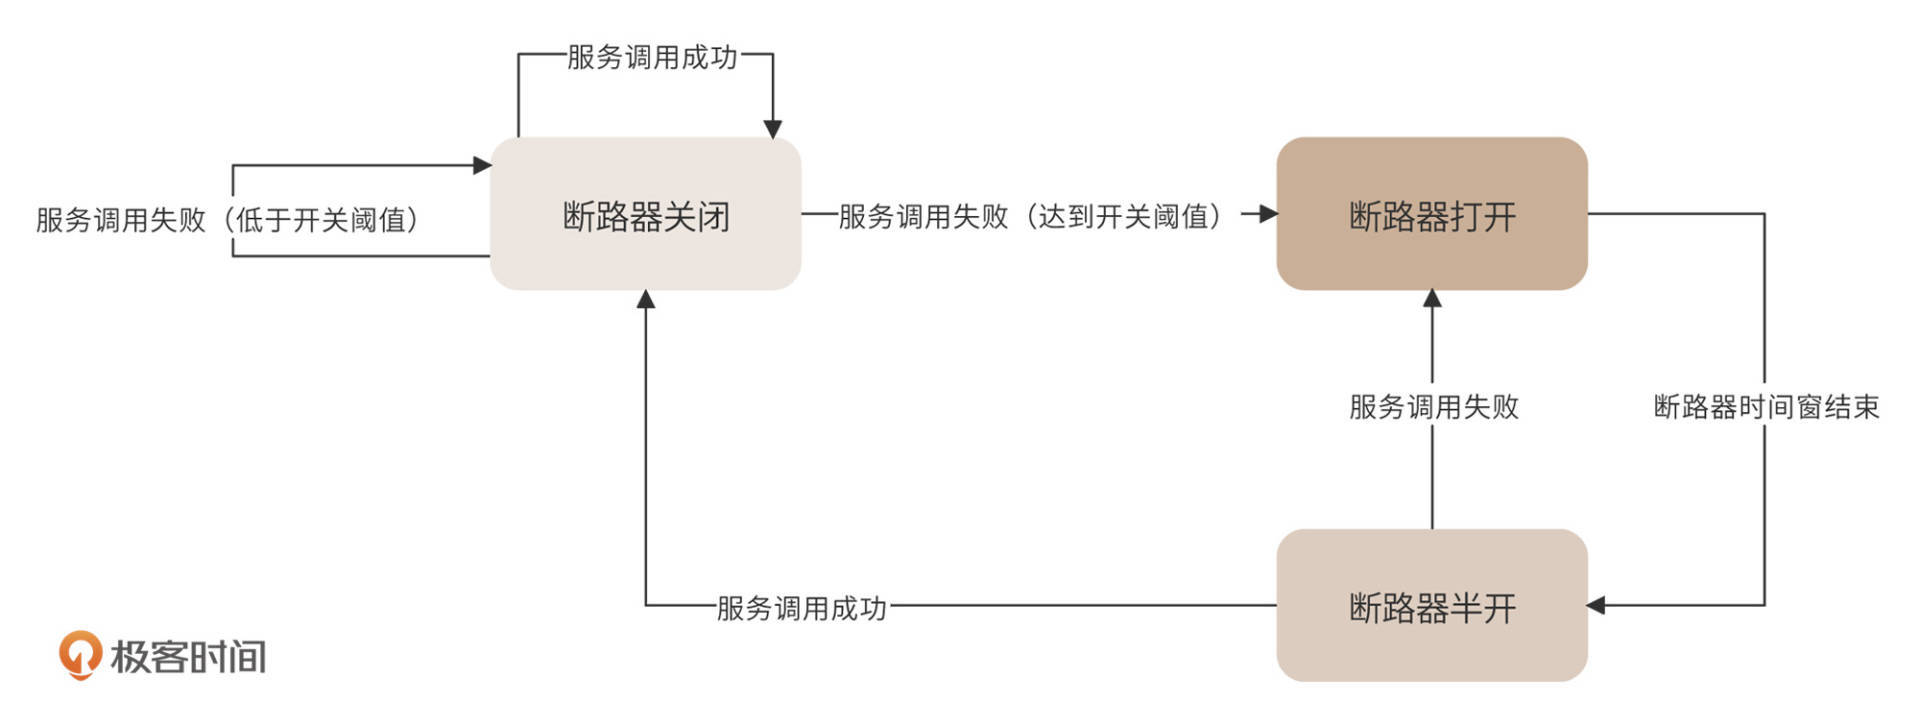 服务调用成功
服务调用失败（低于开关阈值）
断路器关闭
服务调用失败（达到开关阈值）
断路器打开
服务调用失败
断路器时间窗结束
服务调用成功
断路器半开
极客时间